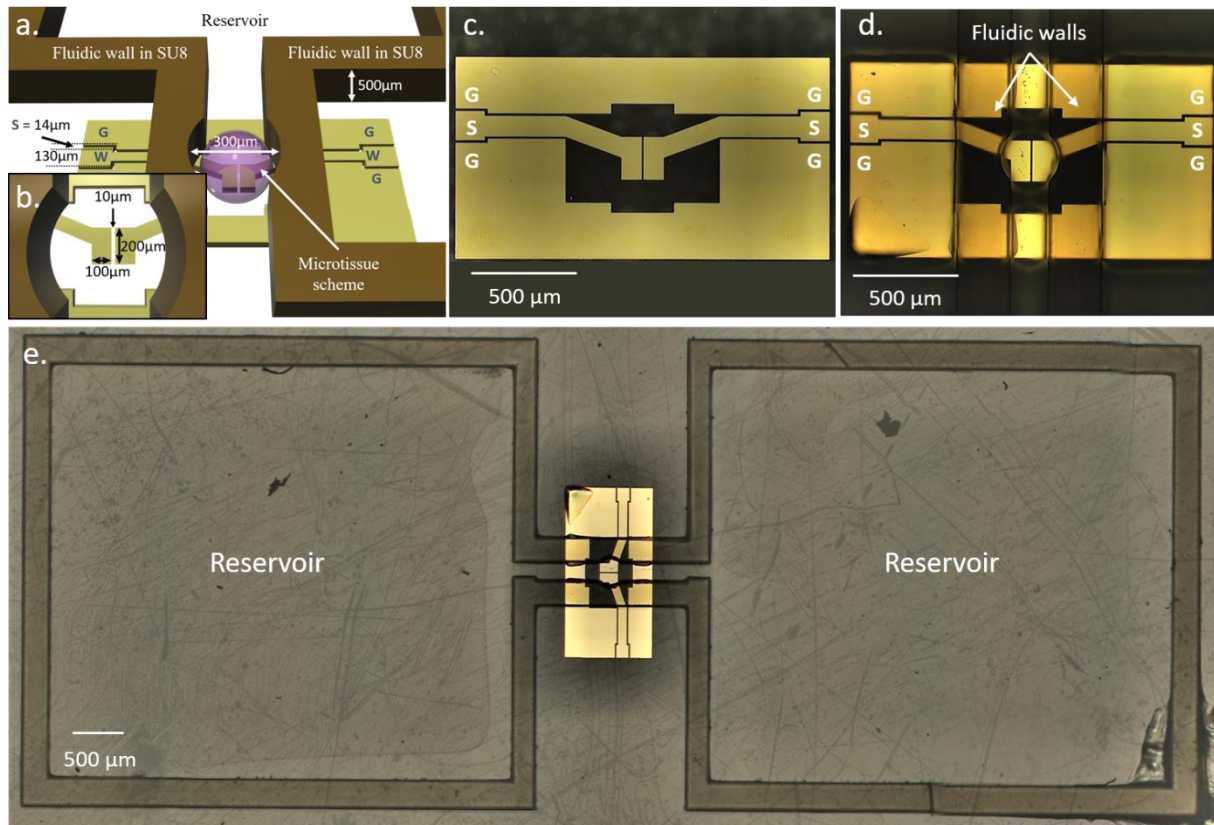 a.
Reservoir
Fluidic wall in SU8
Fluidic wall in SU8
500µm
S = 14µm
G
W
G
130µm
300µm
W
G
b.
10µm
200µm
100µm
Microtissue
scheme
c.
G
S
G
G
S
G
500 µm
d.
Fluidic walls
G
S
G
G
S
G
500 µm
e.
Reservoir
Reservoir
500 µm